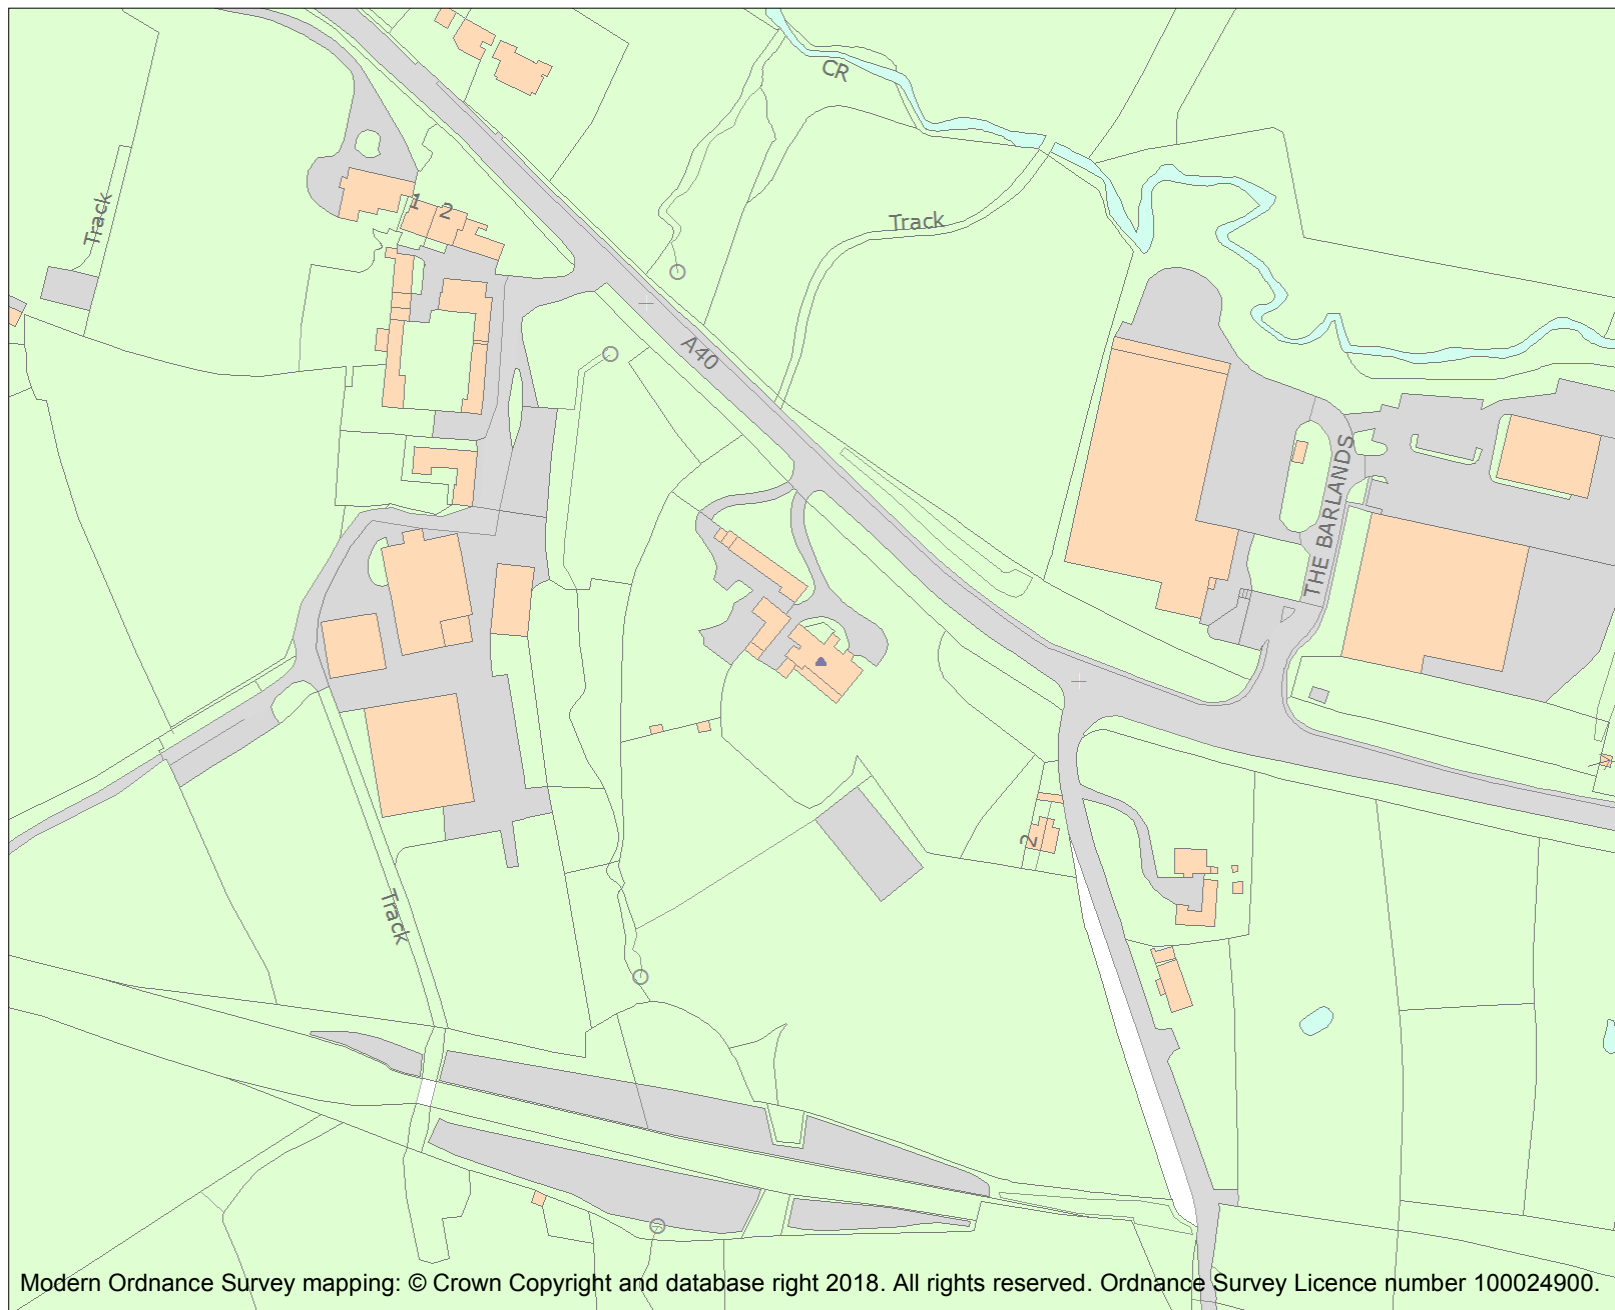 CR
Track
1
2
Track
A40
THE BARLANDS
2
Track
Modern Ordnance Survey mapping: © Crown Copyright and database right 2018. All rights reserved. Ordnance Survey Licence number 100024900.